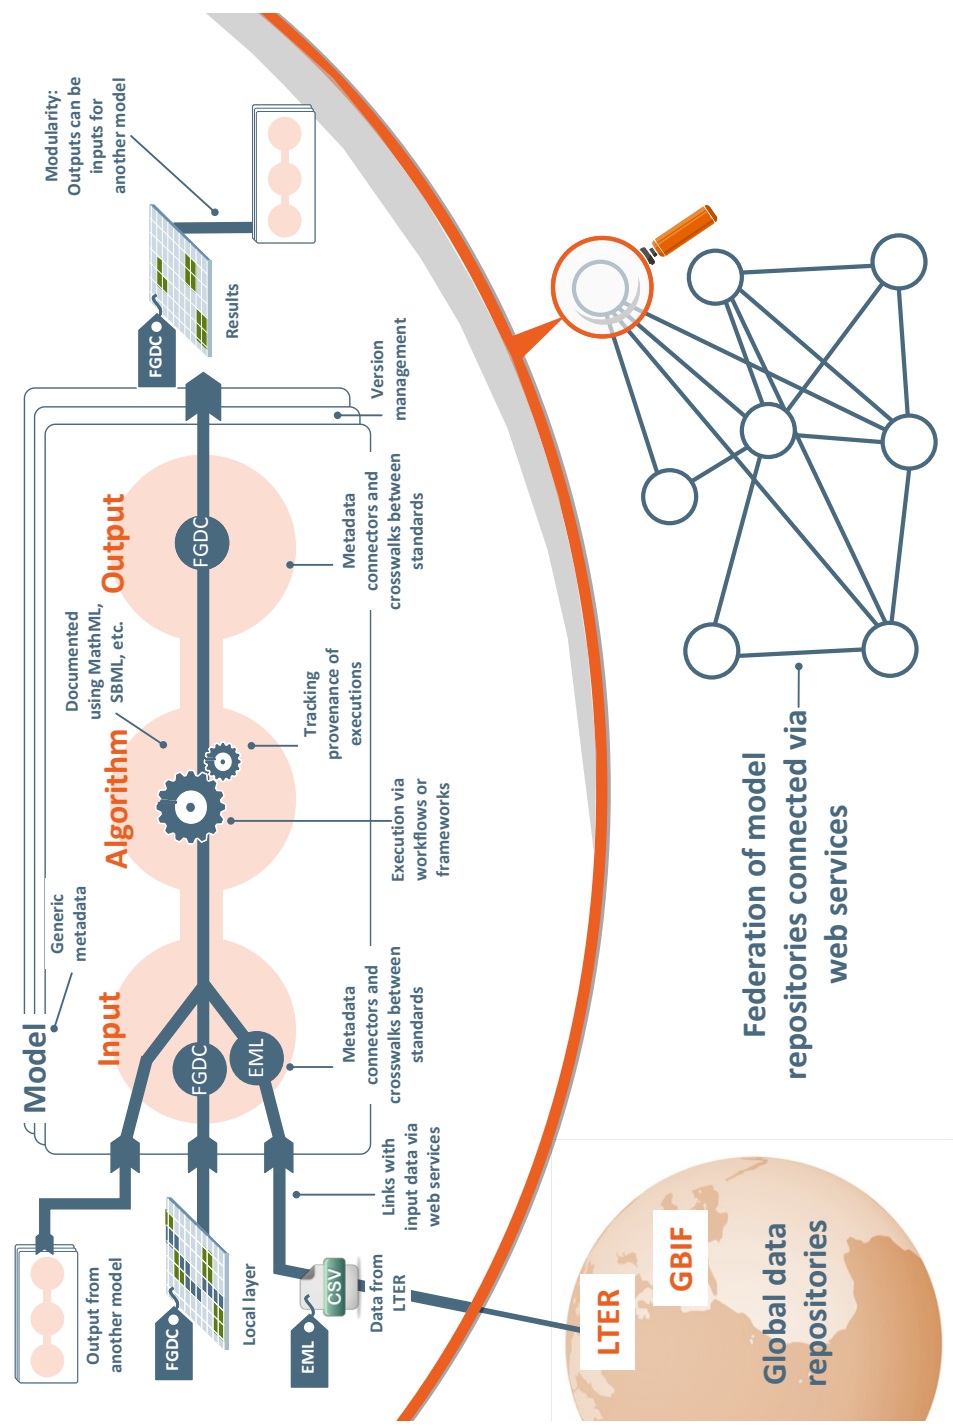 Model
Generic
metadata
Input
Algorithm
Output
Documented
using MathML,
SBML, etc.
Modularity:
Outputs can be
inputs for
another model
Output from
another model
FGDC
Local layer
EML
CSV
Data from
LTER
FGDC
EML
FGDC
FGDC
Results
Links with
input data via
web services
Metadata
connectors and
crosswalks between
standards
Execution via
workflows or
frameworks
Tracking
provenance of
executions
Metadata
connectors and
crosswalks between
standards
Version
management
LTER
GBIF
Global data
repositories
Federation of model
repositories connected via
web services